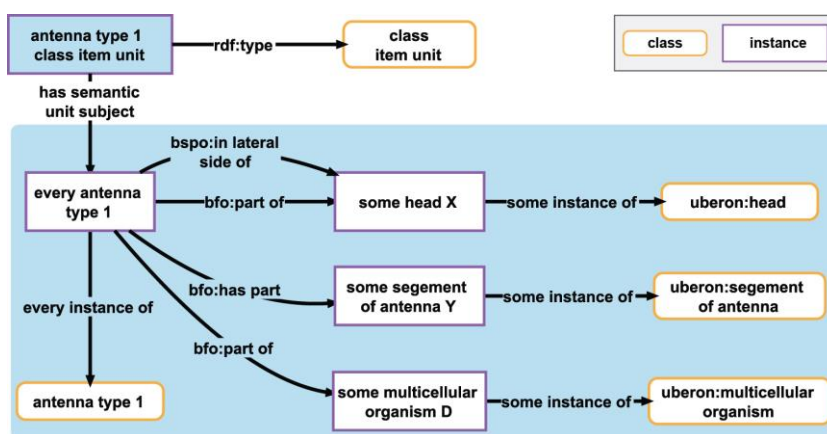 antenna type 1
class item unit
rdf:type
class
item unit
class
instance
has semantic
unit subject
bspo:in lateral
side of
every antenna
type 1
bfo:part of
some head X
some instance of
uberon:head
bfo:has part
some segement
of antenna Y
some instance of
uberon:segement
of antenna
every instance of
bfo:part of
antenna type 1
some multicellular
organism D
some instance of
uberon:multicellular
organism